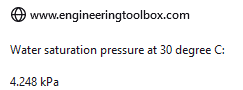 www.engineeringtoolbox.com
Water saturation pressure at 30 degree C:
4.248 kPa